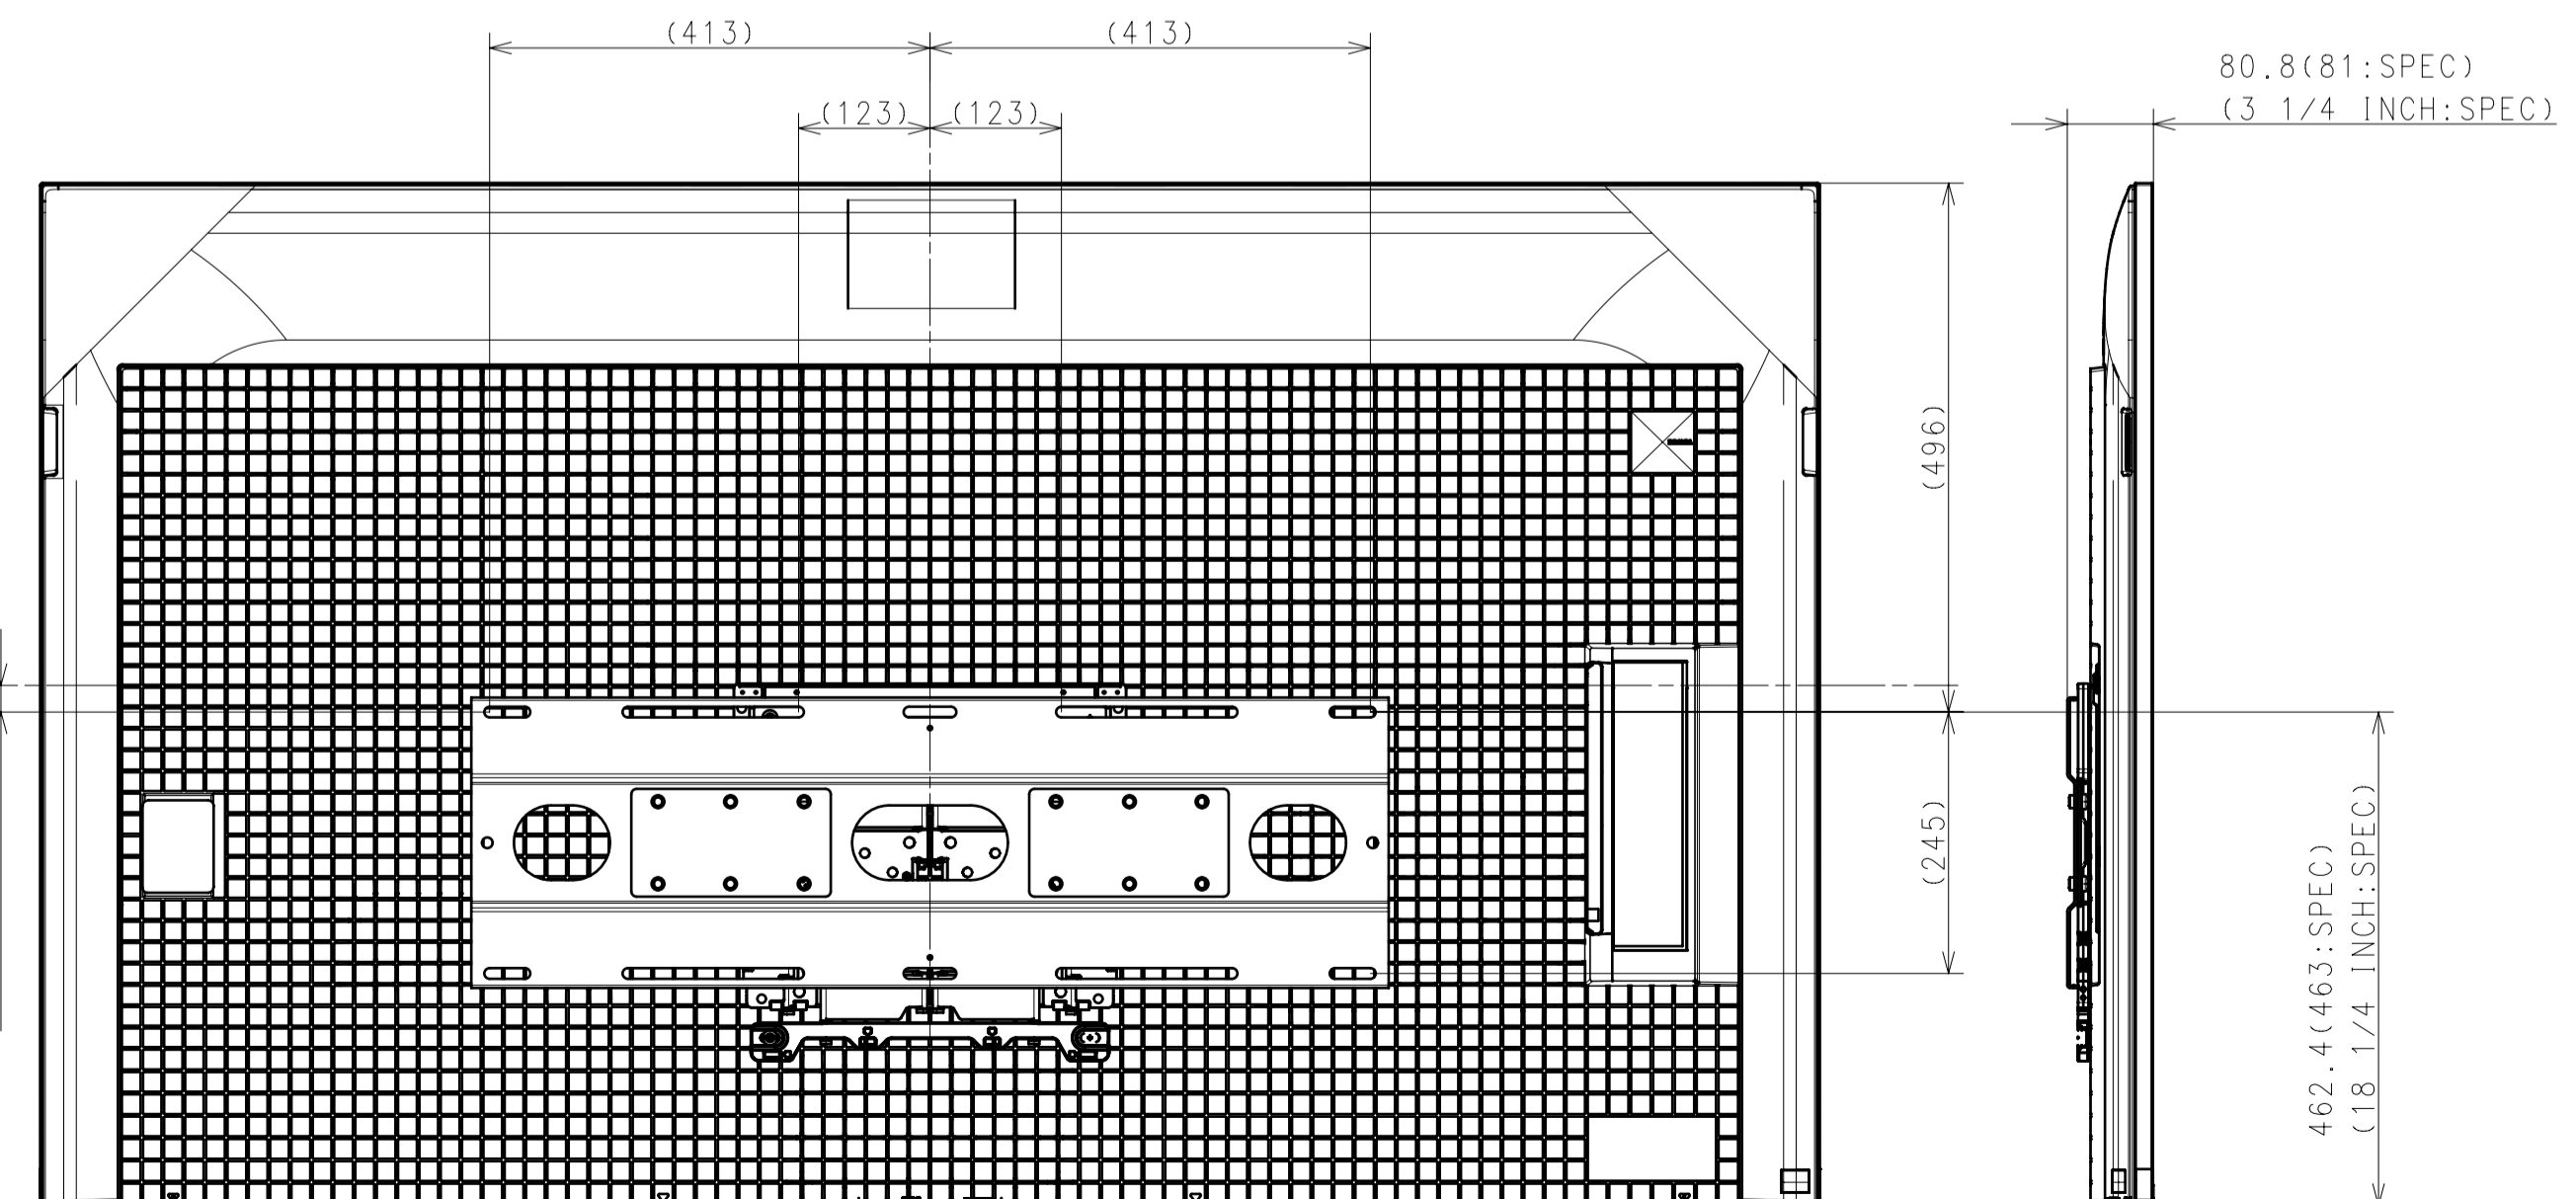 (413)
(413)
80.8(81:SPEC)
(3 1/4 INCH:SPEC)
(123)
(123)
(496)
(245)
462.4(463:SPEC)
(18 1/4 INCH:SPEC)